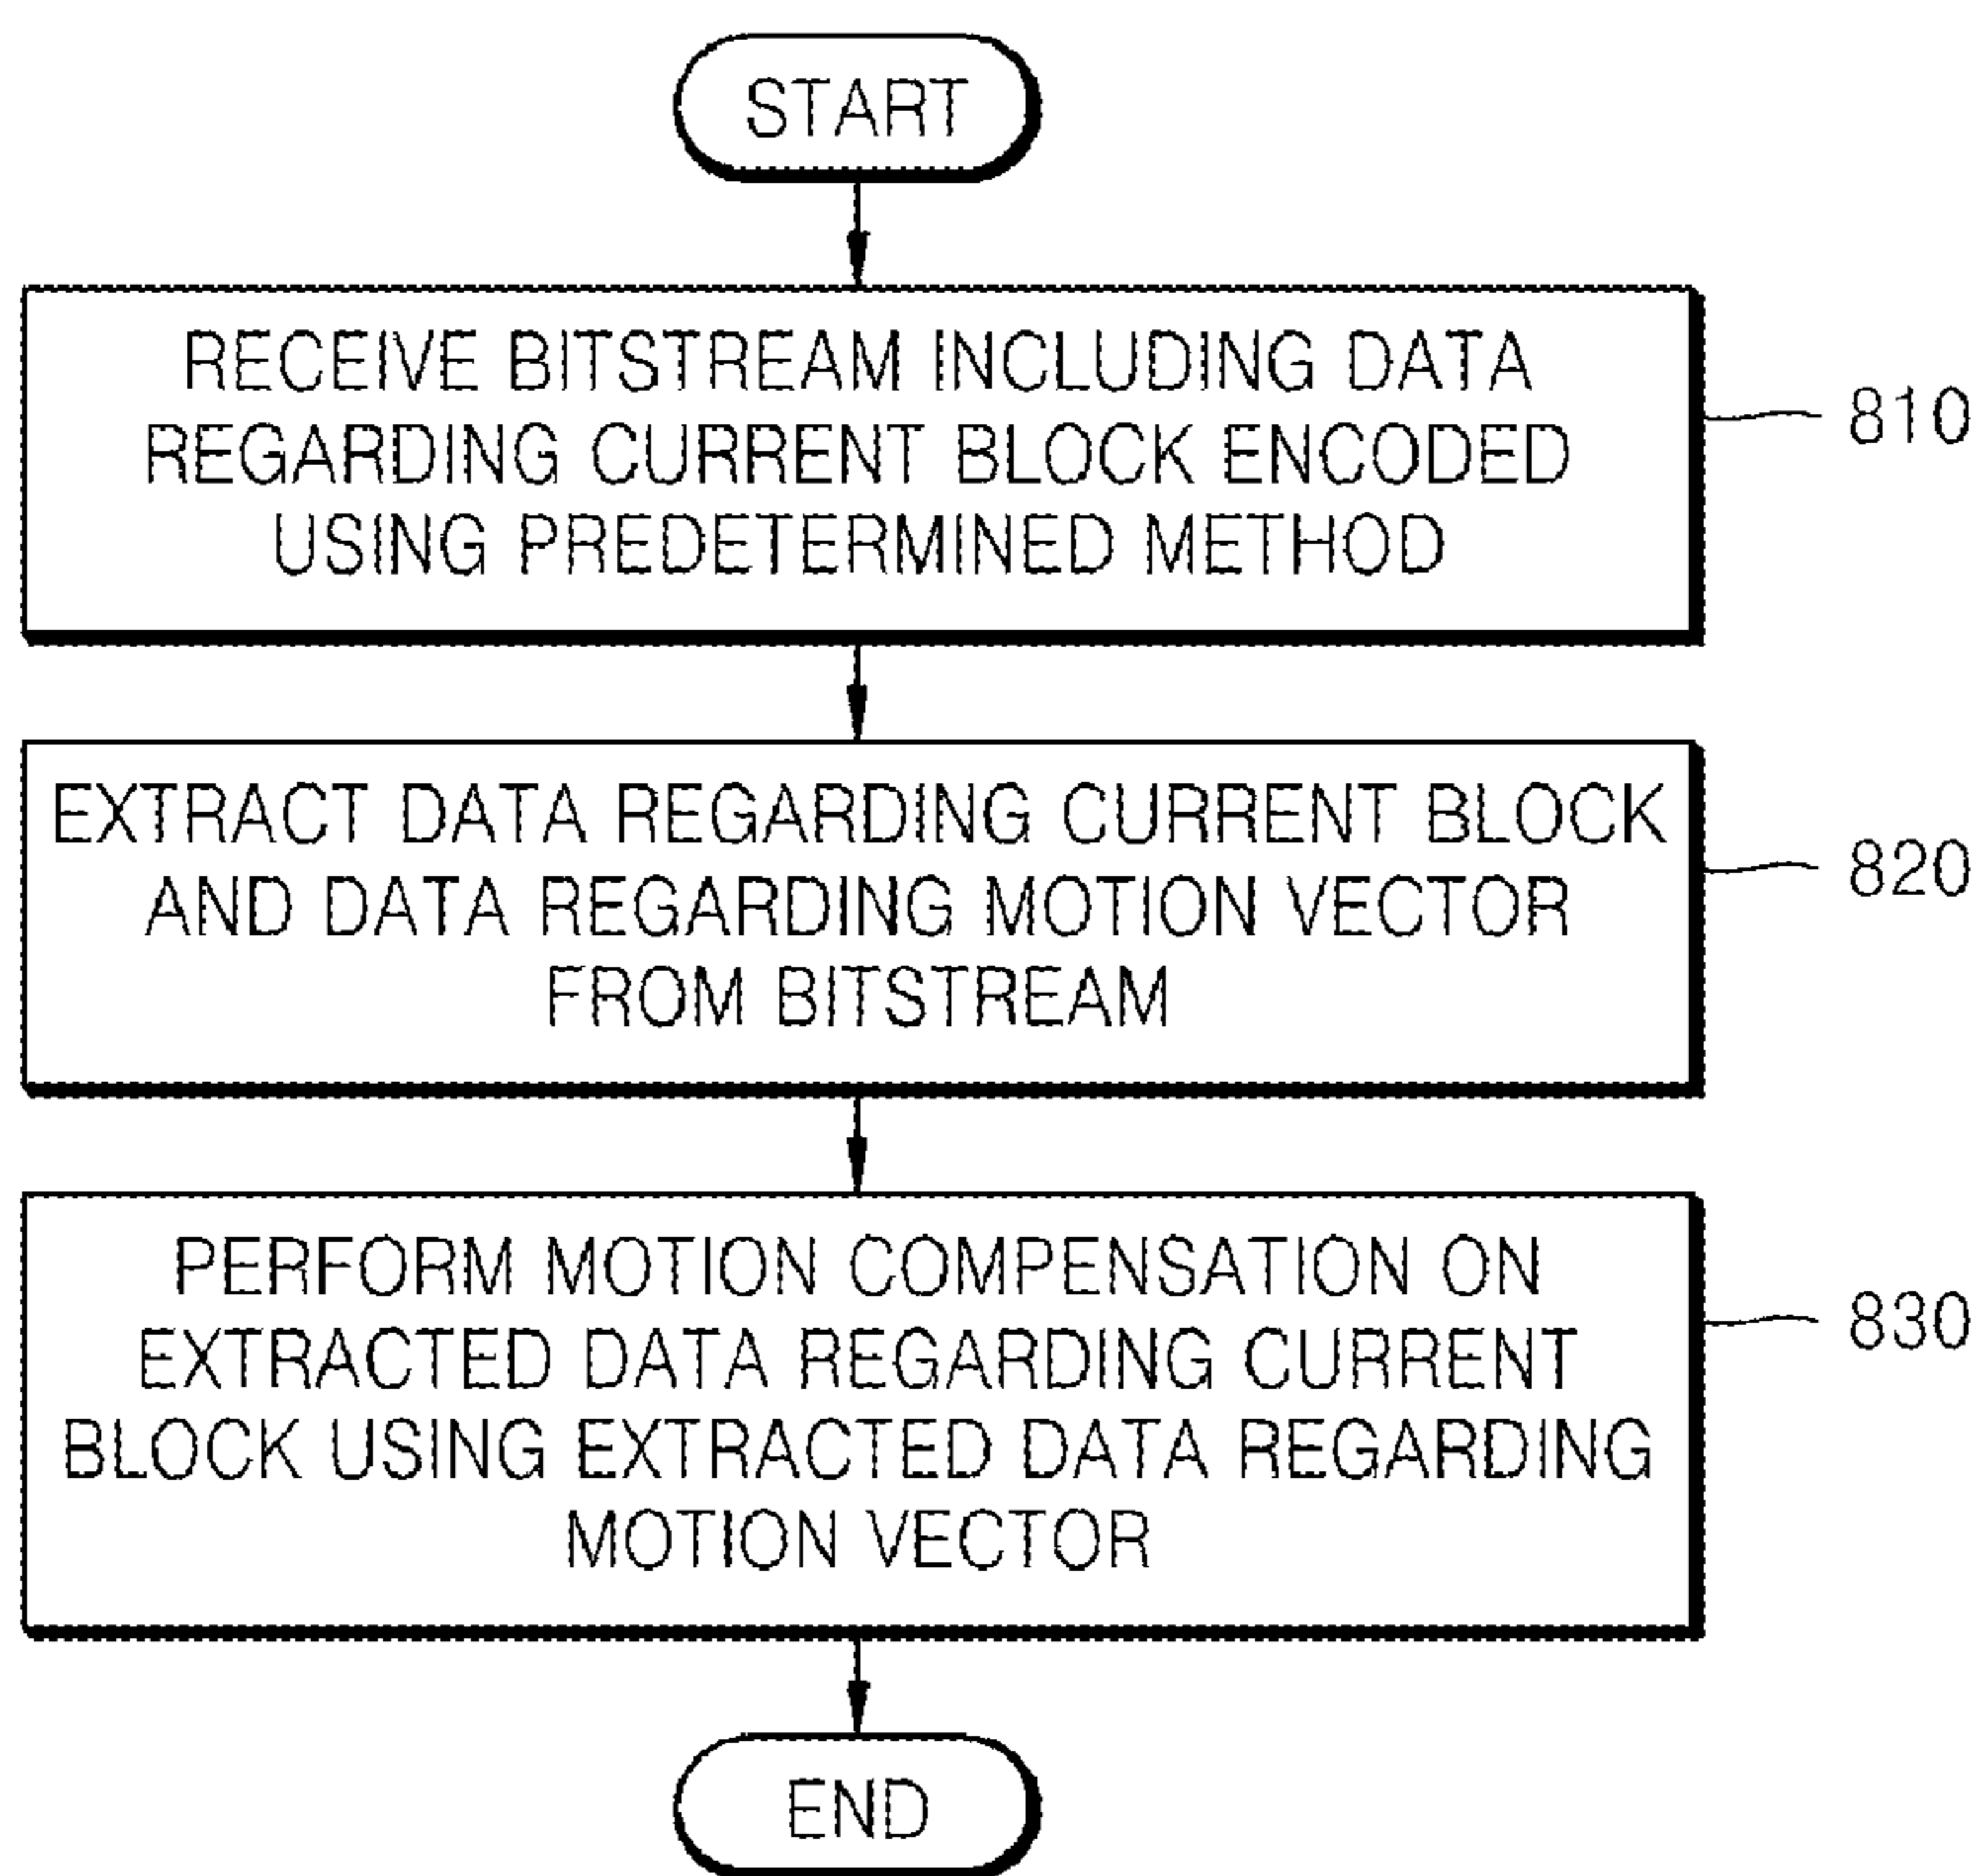 START
RECEIVE BITSTREAM INCLUDING DATA
REGARDING CURRENT BLOCK ENCODED
USING PREDETERMINED METHOD
810
EXTRACT DATA REGARDING CURRENT BLOCK
AND DATA REGARDING MOTION VECTOR
FROM BITSTREAM
820
PERFORM MOTION COMPENSATION ON
EXTRACTED DATA REGARDING CURRENT
BLOCK USING EXTRACTED DATA REGARDING
MOTION VECTOR
830
END